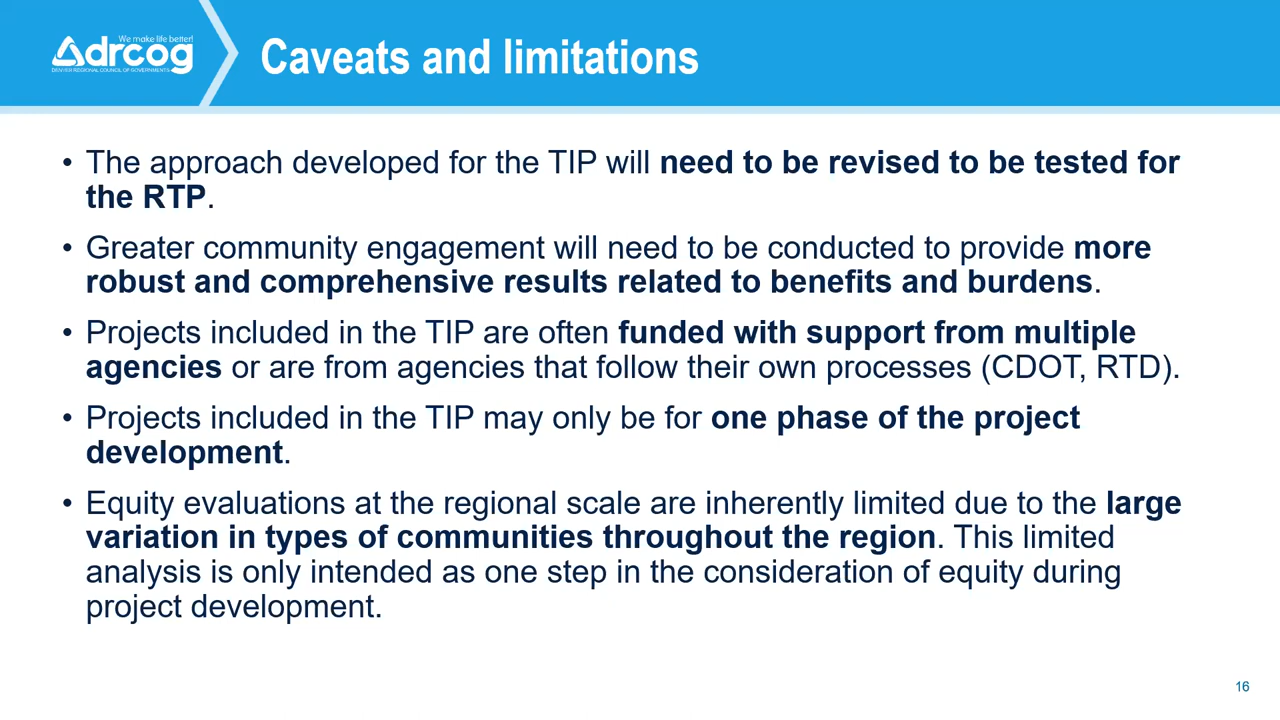 We make life better!
drcog
DENVER REGIONAL COUNCIL OF GOVERNMENTS
Caveats and limitations
• The approach developed for the TIP will need to be revised to be tested for
the RTP.
• Greater community engagement will need to be conducted to provide more
robust and comprehensive results related to benefits and burdens.
• Projects included in the TIP are often funded with support from multiple
agencies or are from agencies that follow their own processes (CDOT, RTD).
• Projects included in the TIP may only be for one phase of the project
development.
• Equity evaluations at the regional scale are inherently limited due to the large
variation in types of communities throughout the region. This limited
analysis is only intended as one step in the consideration of equity during
project development.
16